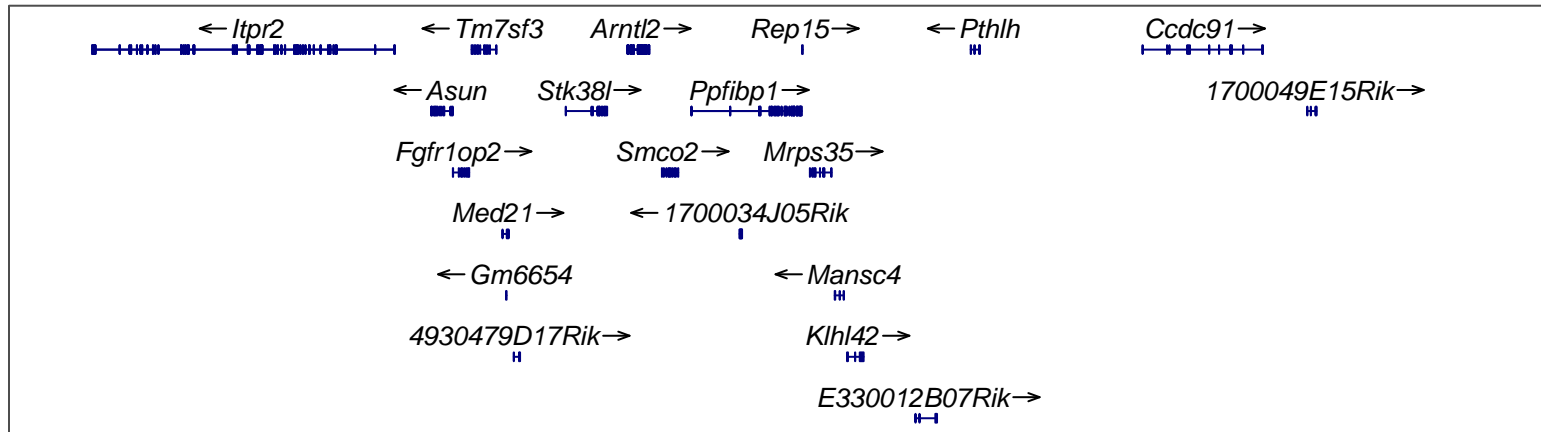 ←Itpr2 ←Tm7sf3 Arntl2→ Rep15→ ←Pthlh Ccdc91→
←Asun Stk38l→ Ppfibp1→ 1700049E15Rik→
Fgfr1op2→ Smco2→ Mrps35→
Med21→ ←1700034J05Rik
←Gm6654 ←Mansc4
4930479D17Rik→ Klhl42→
E330012B07Rik→